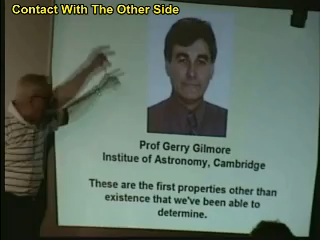 Contact With The Other Side
Prof Gerry Gilmore
Institue of Astronomy, Cambridge
These are the first properties other than
existence that we've been able to
determine.